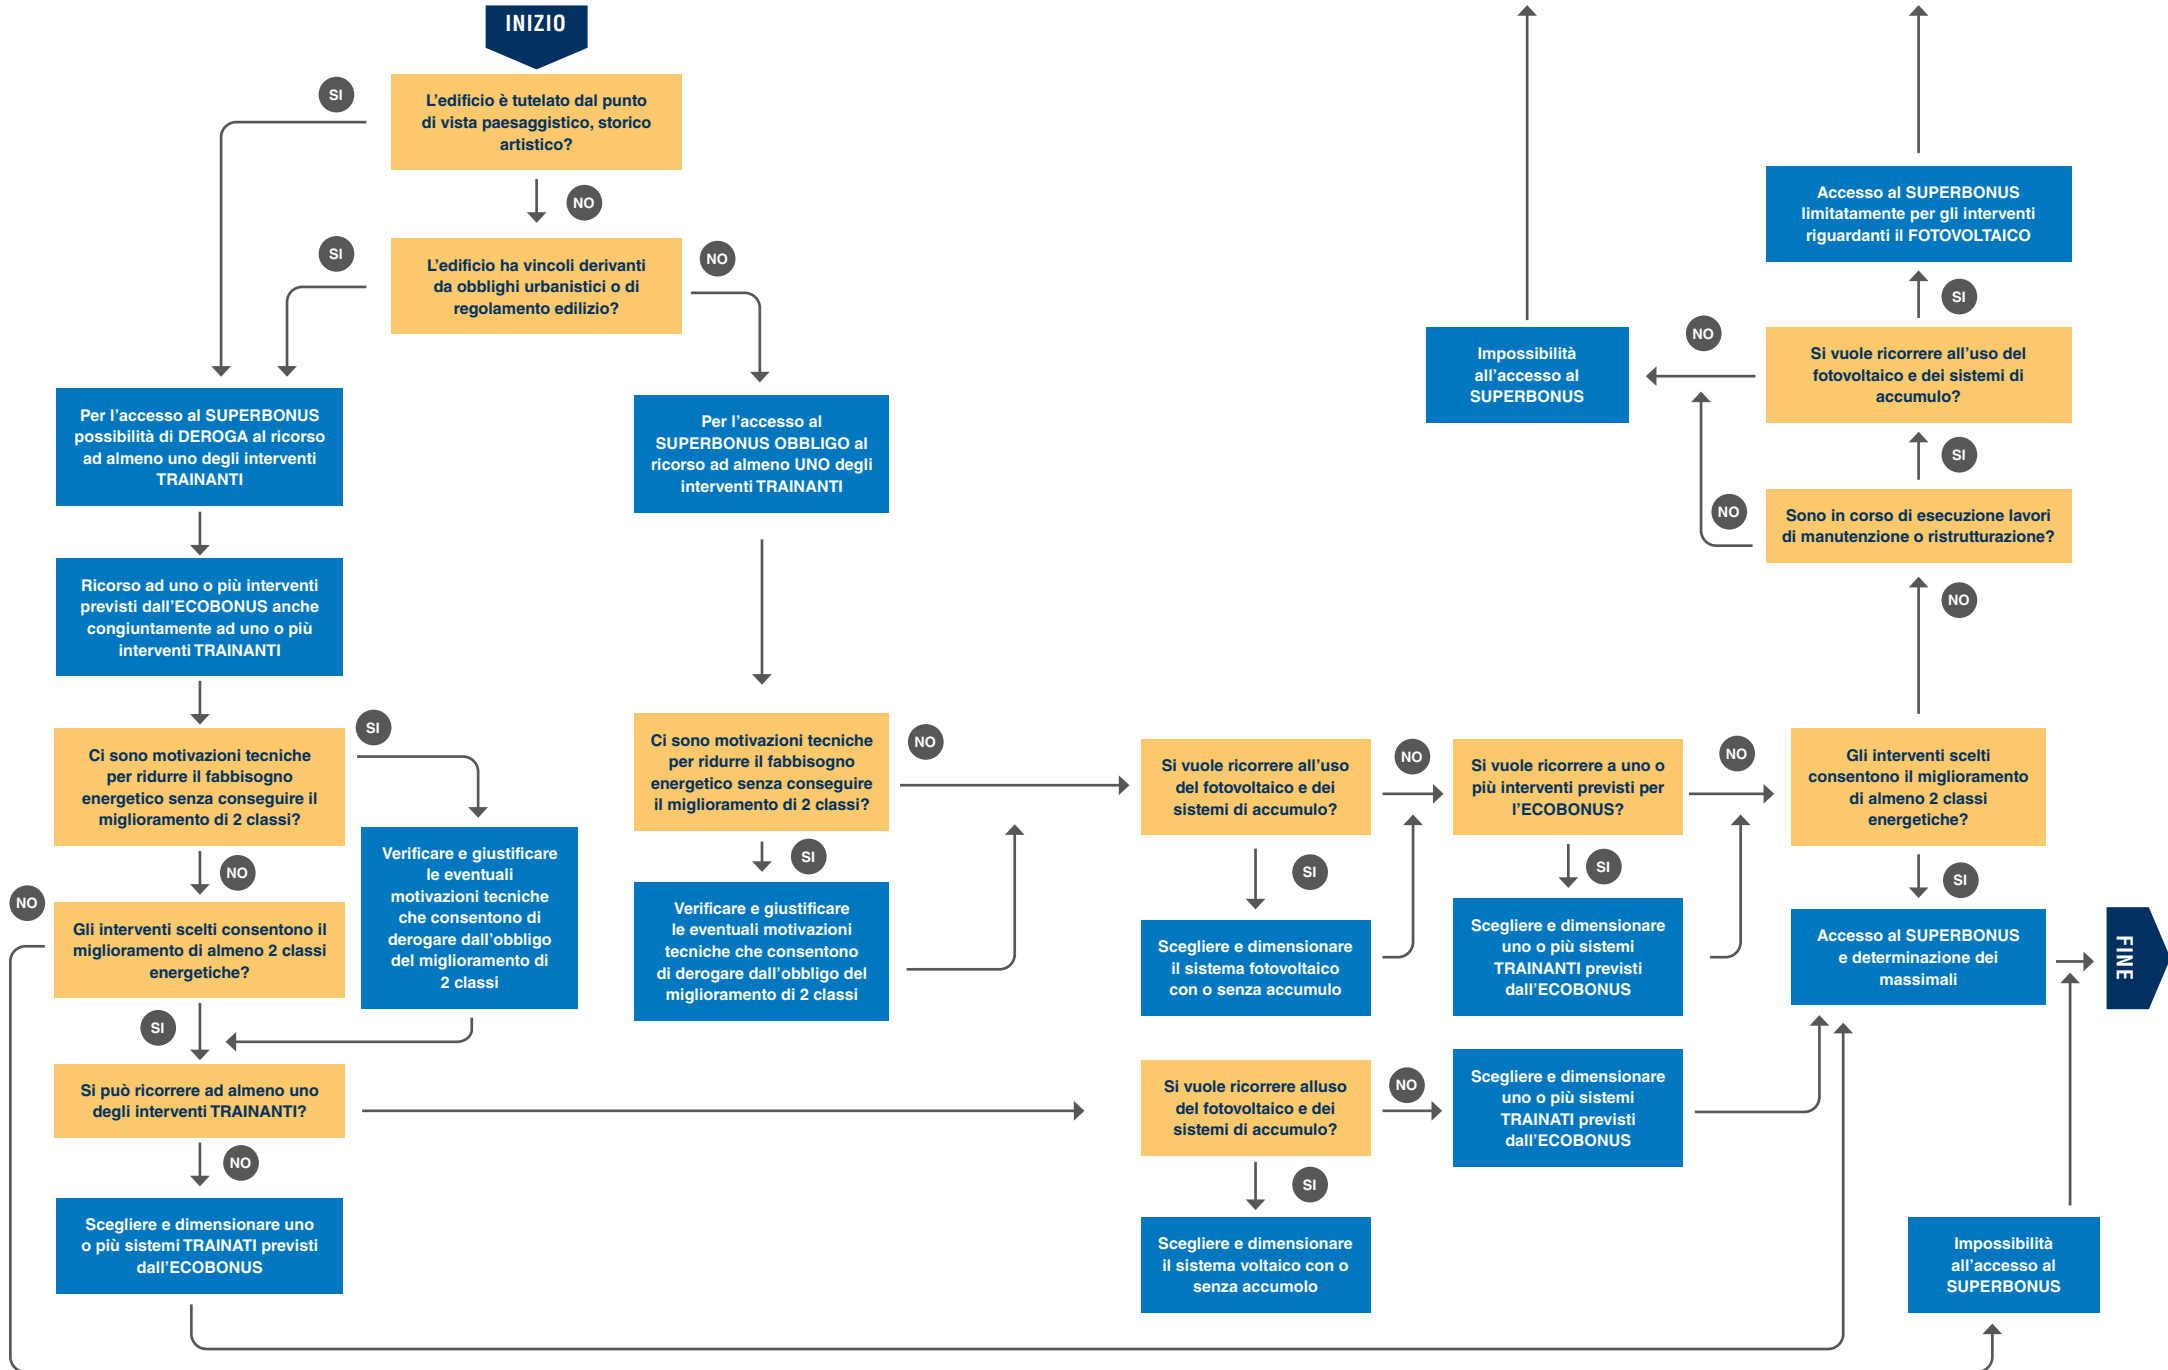 INIZIO
SI
L'edificio è tutelato dal punto
di vista paesaggistico, storico
artistico?
NO
SI
L'edificio ha vincoli derivanti
da obblighi urbanistici o di
regolamento edilizio?
NO
Per l'accesso al SUPERBONUS
possibilità di DEROGA al ricorso
ad almeno uno degli interventi
TRAINANTI
Per l'accesso al
SUPERBONUS OBBLIGO al
ricorso ad almeno UNO degli
interventi TRAINANTI
Ricorso ad uno o più interventi
previsti dall'ECOBONUS anche
congiuntamente ad uno o più
interventi TRAINANTI
Ci sono motivazioni tecniche
per ridurre il fabbisogno
energetico senza conseguire il
miglioramento di 2 classi?
SI
NO
Verificare e giustificare
le eventuali
motivazioni tecniche
che consentono di
derogare dall'obbligo
del miglioramento di
2 classi
NO
Gli interventi scelti consentono il
miglioramento di almeno 2 classi
energetiche?
SI
Si può ricorrere ad almeno uno
degli interventi TRAINANTI?
NO
Scegliere e dimensionare uno
o più sistemi TRAINATI previsti
dall'ECOBONUS
Ci sono motivazioni tecniche
per ridurre il fabbisogno
energetico senza conseguire
il miglioramento di 2 classi?
NO
SI
Verificare e giustificare
le eventuali motivazioni
tecniche che consentono
di derogare dall'obbligo del
miglioramento di 2 classi
Si vuole ricorrere all'uso
del fotovoltaico e dei
sistemi di accumulo?
NO
SI
Scegliere e dimensionare
il sistema fotovoltaico
con o senza accumulo
Si vuole ricorrere a uno o
più interventi previsti per
l'ECOBONUS?
NO
SI
Scegliere e dimensionare
uno o più sistemi
TRAINANTI previsti
dall'ECOBONUS
Gli interventi scelti
consentono il miglioramento
di almeno 2 classi
energetiche?
SI
Accesso al SUPERBONUS
e determinazione dei
massimali
FINE
NO
Sono in corso di esecuzione lavori
di manutenzione o ristrutturazione?
NO
SI
Si vuole ricorrere all'uso del
fotovoltaico e dei sistemi di
accumulo?
NO
SI
Impossibilità
all'accesso al
SUPERBONUS
Accesso al SUPERBONUS
limitatamente per gli interventi
riguardanti il FOTOVOLTAICO
Si vuole ricorrere alluso
del fotovoltaico e dei
sistemi di accumulo?
NO
SI
Scegliere e dimensionare
uno o più sistemi
TRAINATI previsti
dall'ECOBONUS
Scegliere e dimensionare
il sistema voltaico con o
senza accumolo
Impossibilità
all'accesso al
SUPERBONUS